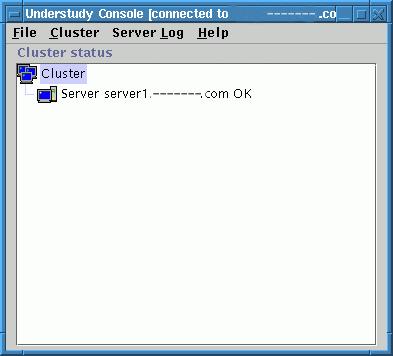 Understudy Console [connected to -------.co
File Cluster Server Log Help
Cluster status
Cluster
Server server1.-------.com OK